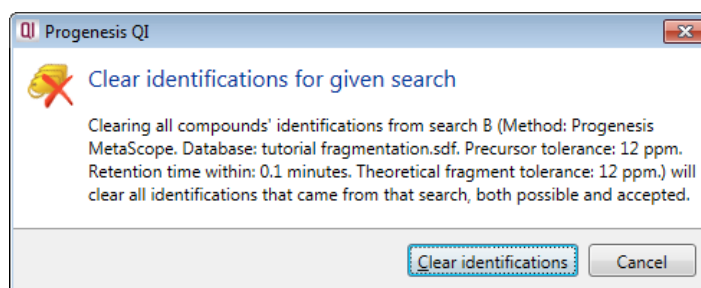 QI Progenesis QI
Clear identifications for given search
Clearing all compounds' identifications from search B (Method: Progenesis
MetaScope. Database: tutorial fragmentation.sdf. Precursor tolerance: 12 ppm.
Retention time within: 0.1 minutes. Theoretical fragment tolerance: 12 ppm.) will
clear all identifications that came from that search, both possible and accepted.
Clear identifications Cancel